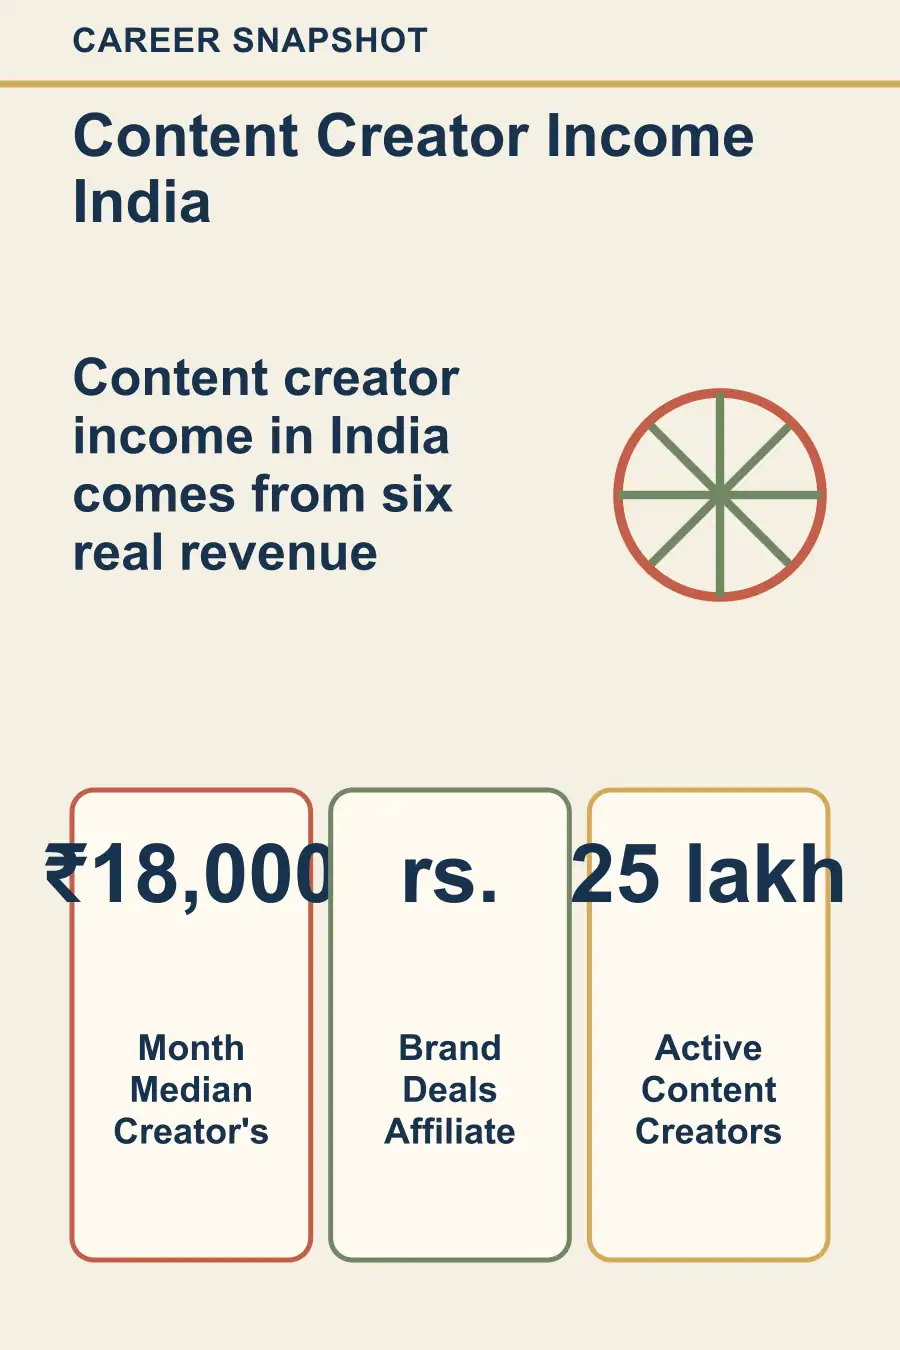 CAREER SNAPSHOT
Content Creator Income
India
Content creator
income in India
comes from six
real revenue
₹18,000
rs.
25 lakh
Month
Median
Creator's
Brand
Deals
Affiliate
Active
Content
Creators